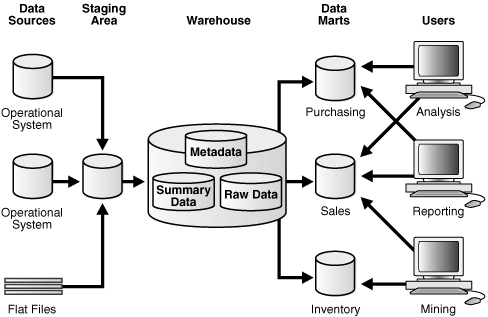 Data
Sources
Staging
Area
Warehouse
Data
Marts
Users
Operational
System
Operational
System
Flat Files
Metadata
Summary
Data
Raw Data
Purchasing
Sales
Inventory
Analysis
Reporting
Mining